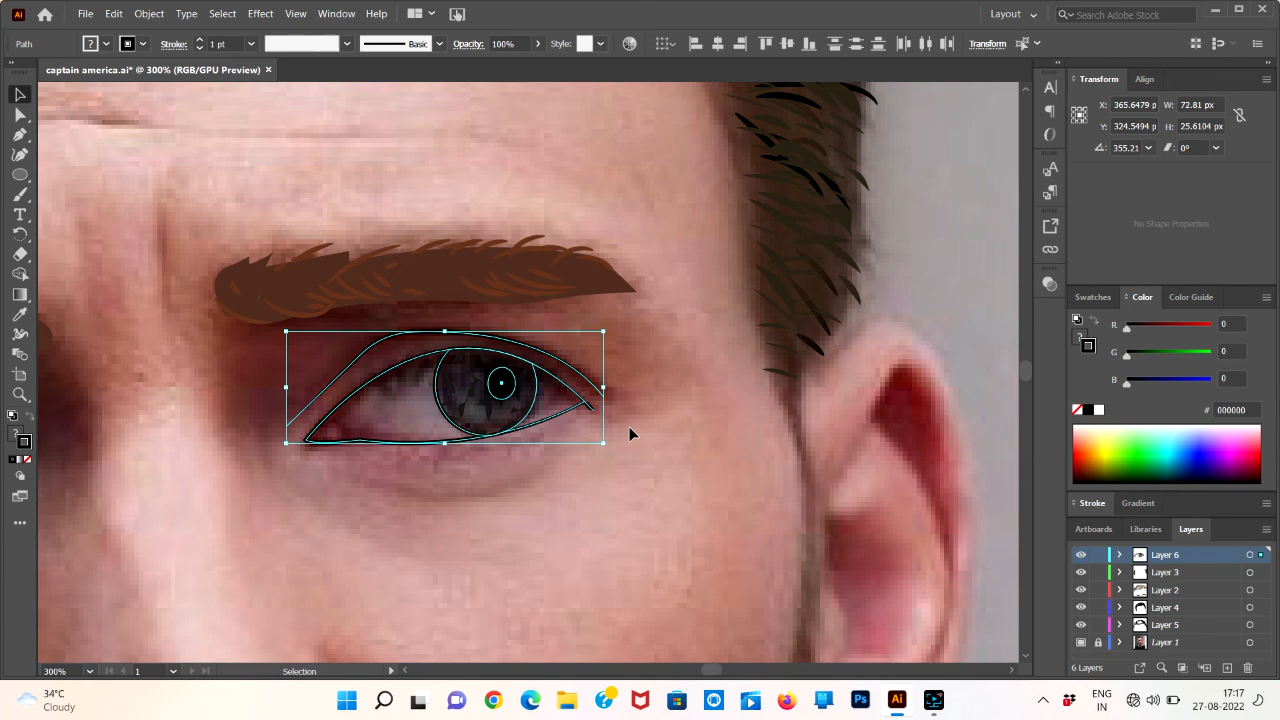 Ai File Edit Object Type Select Effect View Window Help Layout Search Adobe Stock
Path ? Stroke: 1 pt Basic Opacity: 100% Style: Transform
captain america.ai* @ 300% (RGB/GPU Preview) ×
Transform Align
X: 365.6479 p W: 72.81 px
Y: 324.5494 p H: 25.6104 px
355.21 0°
No Shape Properties
Swatches Color Color Guide
R 0
G 0
B 0
# 000000
Stroke Gradient
Artboards Libraries Layers
Layer 6
Layer 3
Layer 2
Layer 4
Layer 5
Layer 1
300% 1 Selection 6 Layers
34°C
Cloudy
Ps Ai
ENG
IN
17:17
27-08-2022